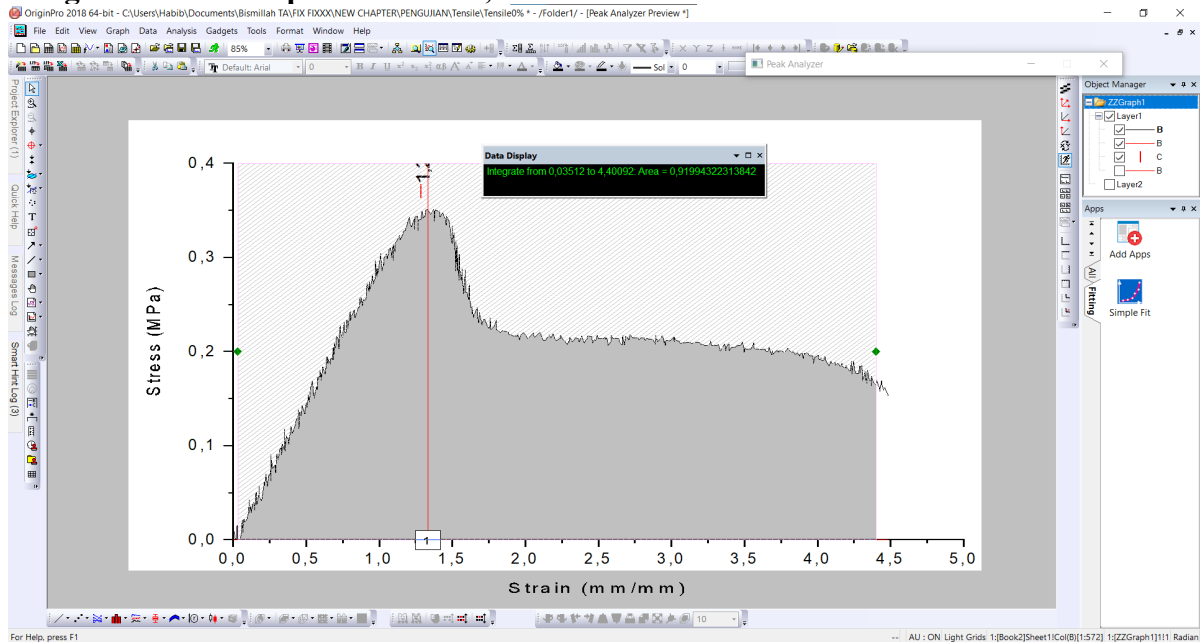 OriginPro 2018 64-bit - C:\Users\Habib\Documents\Bismillah TA\FIX FIXXX\NEW CHAPTER\PENGUJIAN\Tensile\Tensile0% * - /Folder1/ - [Peak Analyzer Preview *]
File Edit View Graph Data Analysis Gadgets Tools Format Window Help
85%
Default: Arial 0 B I U Sol 0
Peak Analyzer
Project Explorer (1)
Quick Help
Messages Log
Smart Hint Log (3)
Data Display
Integrate from 0,03512 to 4,40092: Area = 0,91994322313842
0,4
0,3
0,2
0,1
0,0
Stress (MPa)
1
0,0 0,5 1,0 1,5 2,0 2,5 3,0 3,5 4,0 4,5 5,0
Strain (mm/mm)
Object Manager
ZZGraph1
Layer1
B
B
C
B
Layer2
Apps
All
Fitting
Add Apps
Simple Fit
10
For Help, press F1
-- AU : ON Light Grids 1:[Book2]Sheet1!Col(B)[1:572] 1:[ZZGraph1]1!1 Radian